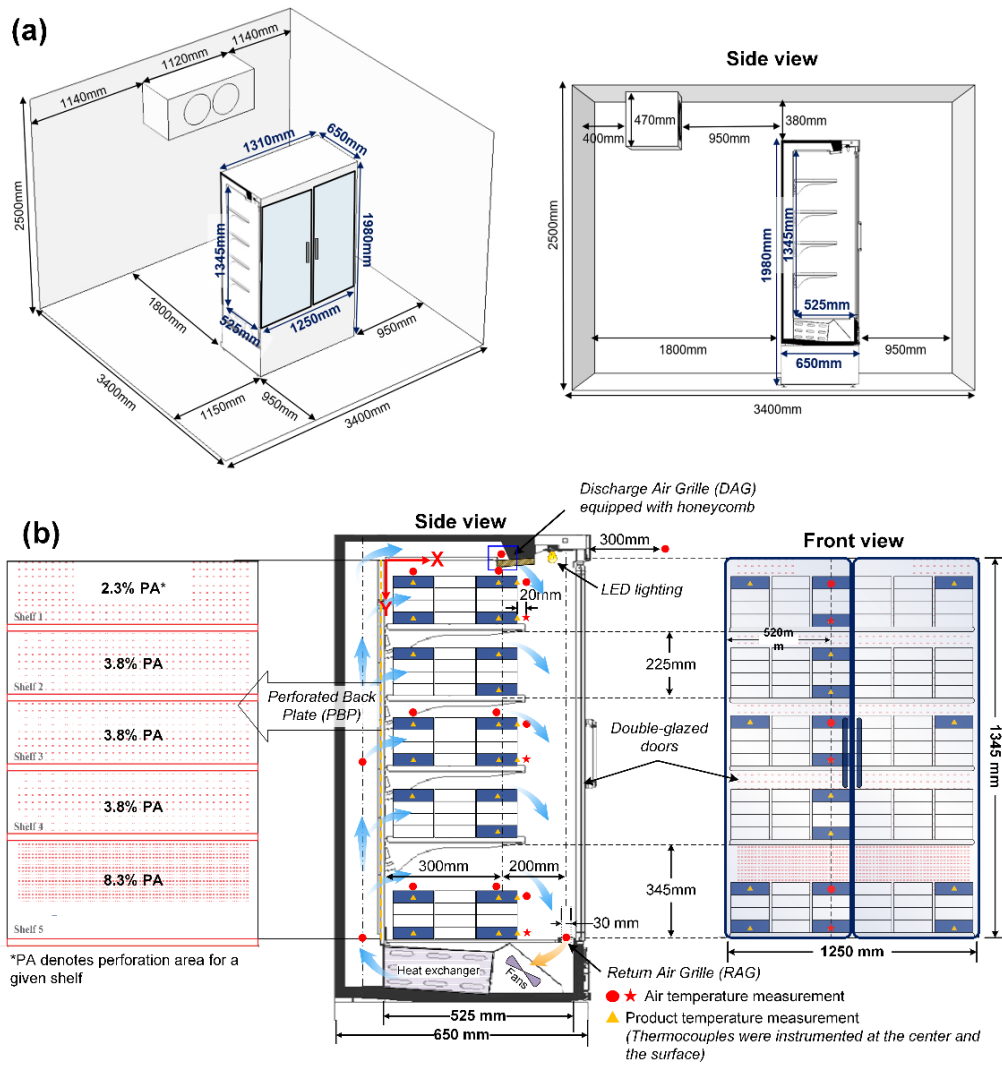 (a)
1140mm
1120mm
1140mm
1310mm
650mm
2500mm
1345mm
1980mm
525mm
1250mm
1800mm
950mm
3400mm
1150mm
950mm
3400mm
Side view
470mm
400mm
950mm
380mm
2500mm
1980mm
1345mm
525mm
1800mm
650mm
950mm
3400mm
(b)
Discharge Air Grille (DAG)
equipped with honeycomb
Side view
300mm
Front view
LED lighting
X
Y
20mm
2.3% PA*
Shelf 1
3.8% PA
Shelf 2
3.8% PA
Shelf 3
3.8% PA
Shelf 4
8.3% PA
Shelf 5
Perforated Back
Plate (PBP)
225mm
Double-glazed
doors
520m
m
1345 mm
300mm
200mm
345mm
30 mm
1250 mm
*PA denotes perforation area for a
given shelf
Heat exchanger
Fans
Return Air Grille (RAG)
525 mm
650 mm
Air temperature measurement
Product temperature measurement
(Thermocouples were instrumented at the center and
the surface)